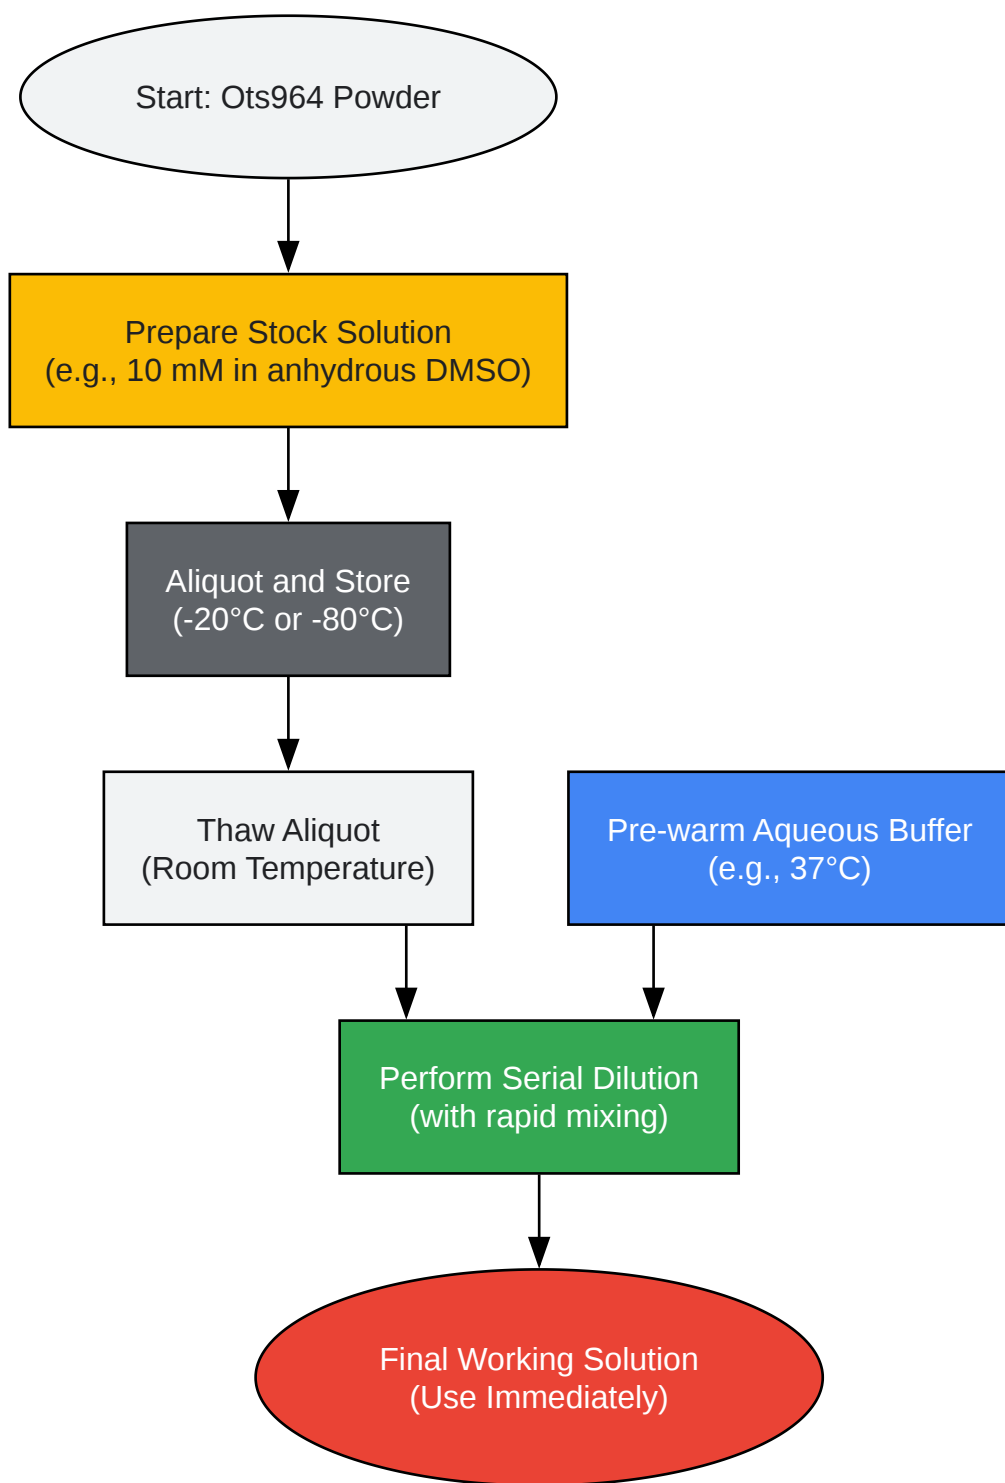 Start: Ots964 Powder
Prepare Stock Solution
(e.g., 10 mM in anhydrous DMSO)
Aliquot and Store
(-20°C or -80°C)
Thaw Aliquot
(Room Temperature)
Pre-warm Aqueous Buffer
(e.g., 37°C)
Perform Serial Dilution
(with rapid mixing)
Final Working Solution
(Use Immediately)